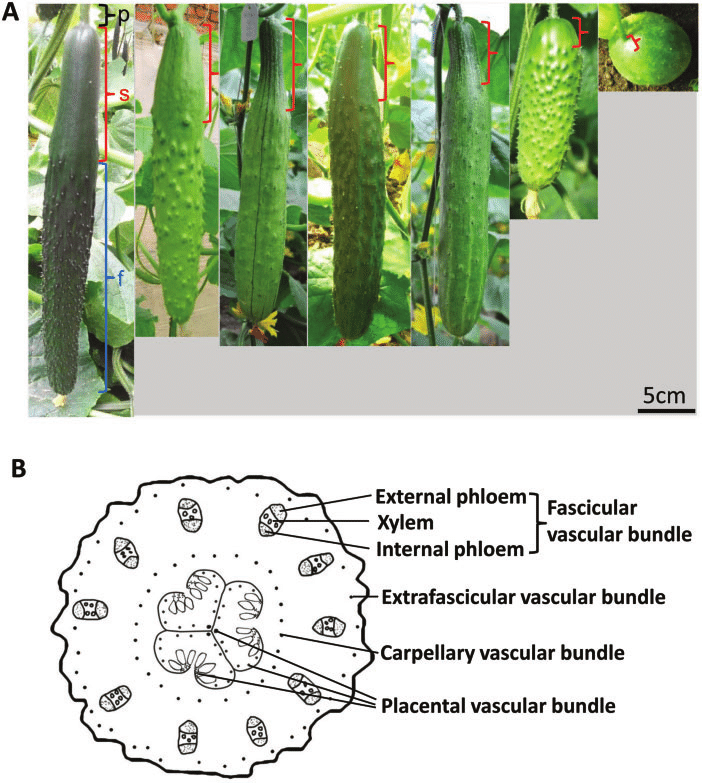 A
p
s
f
5cm
B
External phloem
Xylem
Internal phloem
Fascicular
vascular bundle
Extrafascicular vascular bundle
Carpellary vascular bundle
Placental vascular bundle